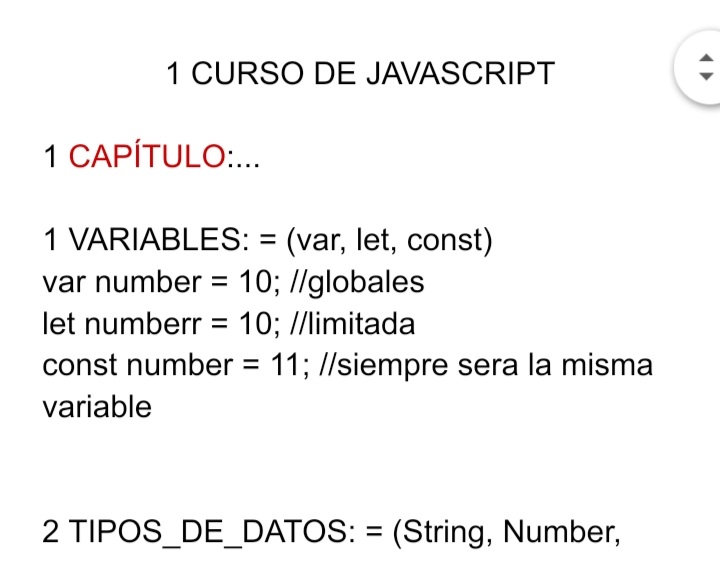 1 CURSO DE JAVASCRIPT
1 CAPÍTULO:...
1 VARIABLES: = (var, let, const)
var number = 10; //globales
let numberr = 10; //limitada
const number = 11; //siempre sera la misma
variable
2 TIPOS_DE_DATOS: = (String, Number,